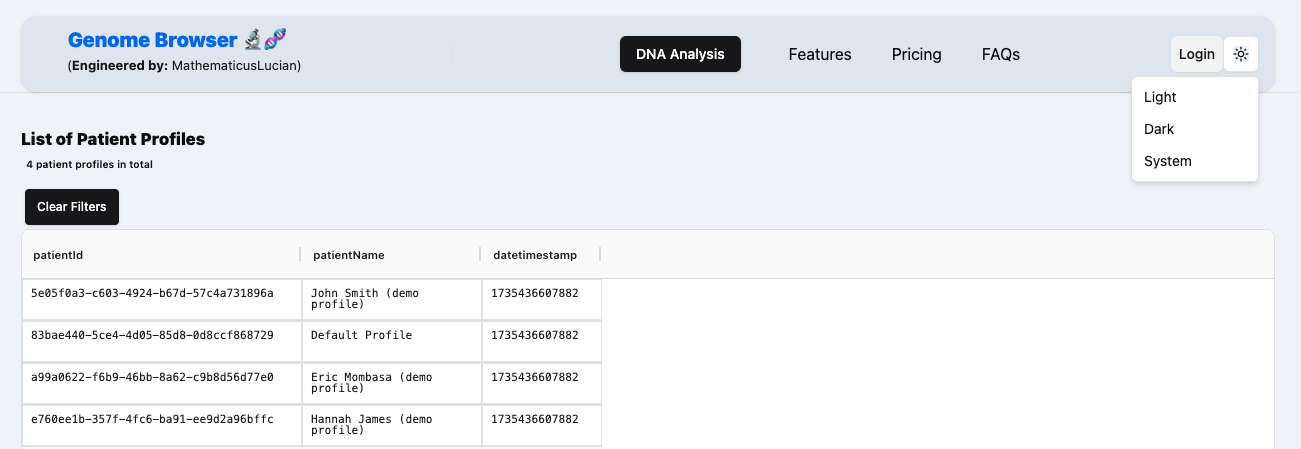 Genome Browser 🔬🧬
(Engineered by: MathematicusLucian)
DNA Analysis
Features
Pricing
FAQs
Login
Light
Dark
System
List of Patient Profiles
4 patient profiles in total
Clear Filters
patientId patientName datetimestamp
5e05f0a3-c603-4924-b67d-57c4a731896a John Smith (demo profile) 1735436607882
83bae440-5ce4-4d05-85d8-0d8ccf868729 Default Profile 1735436607882
a99a0622-f6b9-46bb-8a62-c9b8d56d77e0 Eric Mombasa (demo profile) 1735436607882
e760ee1b-357f-4fc6-ba91-ee9d2a96bffc Hannah James (demo profile) 1735436607882